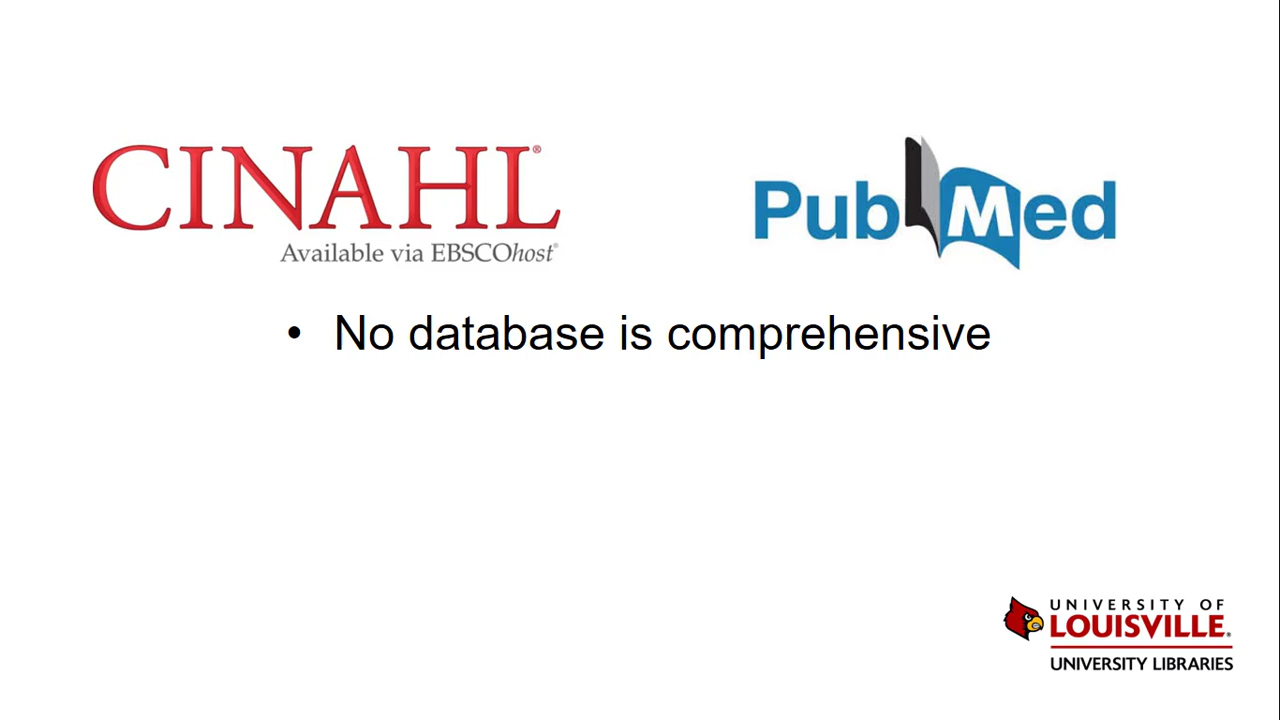 CINAHL®
Available via EBSCOhost®
PubMed
• No database is comprehensive
UNIVERSITY OF
LOUISVILLE®
UNIVERSITY LIBRARIES